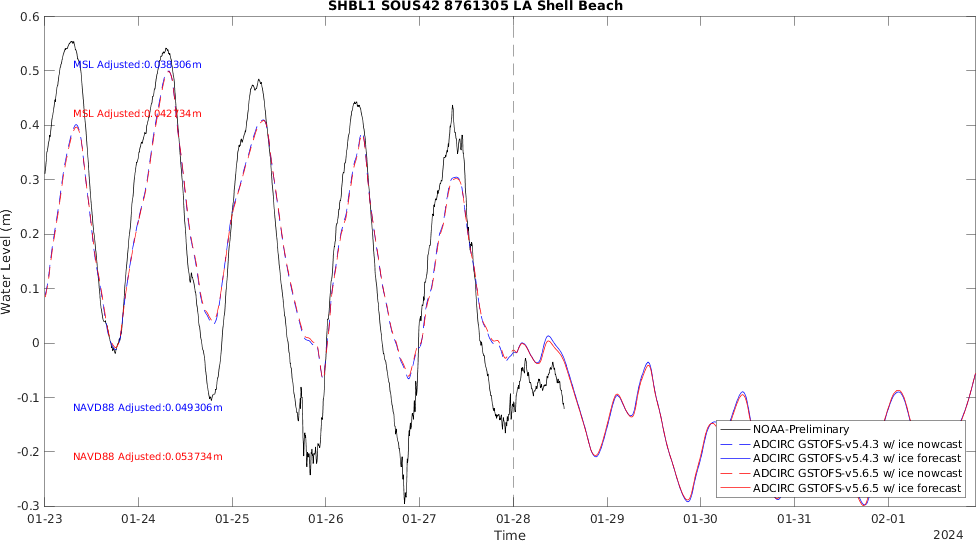 SHBL1 SOUS42 8761305 LA Shell Beach
0.6
0.5
0.4
0.3
0.2
0.1
0
-0.1
-0.2
-0.3
Water Level (m)
MSL Adjusted:0.038306m
MSL Adjusted:0.042734m
NAVD88 Adjusted:0.049306m
NAVD88 Adjusted:0.053734m
NOAA-Preliminary
ADCIRC GSTOFS-v5.4.3 w/ ice nowcast
ADCIRC GSTOFS-v5.4.3 w/ ice forecast
ADCIRC GSTOFS-v5.6.5 w/ ice nowcast
ADCIRC GSTOFS-v5.6.5 w/ ice forecast
01-23 01-24 01-25 01-26 01-27 01-28 01-29 01-30 01-31 02-01
Time
2024